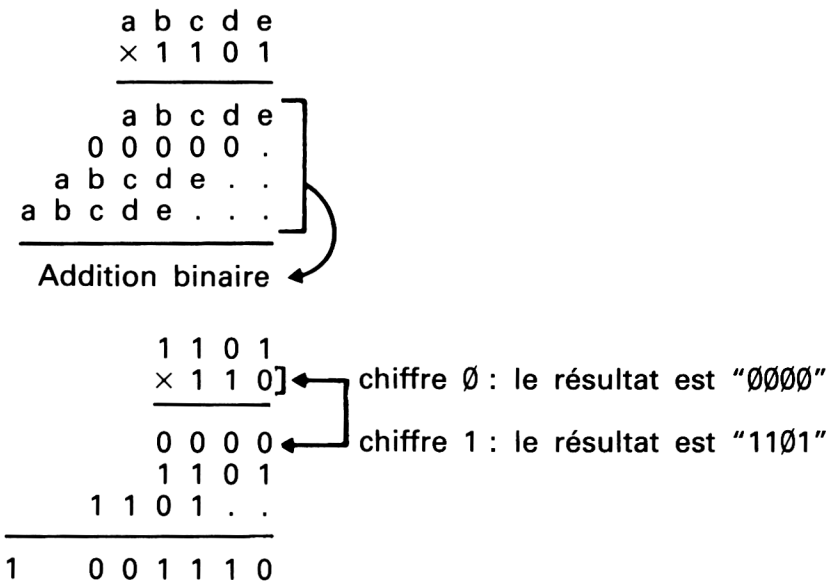 a b c d e
× 1 1 0 1
a b c d e
0 0 0 0 0 .
a b c d e . .
a b c d e . . .
Addition binaire
1 1 0 1
× 1 1 0 chiffre Ø : le résultat est “ØØØØ”
0 0 0 0 chiffre 1 : le résultat est “11Ø1”
1 1 0 1
1 1 0 1 . .
1 0 0 1 1 1 0